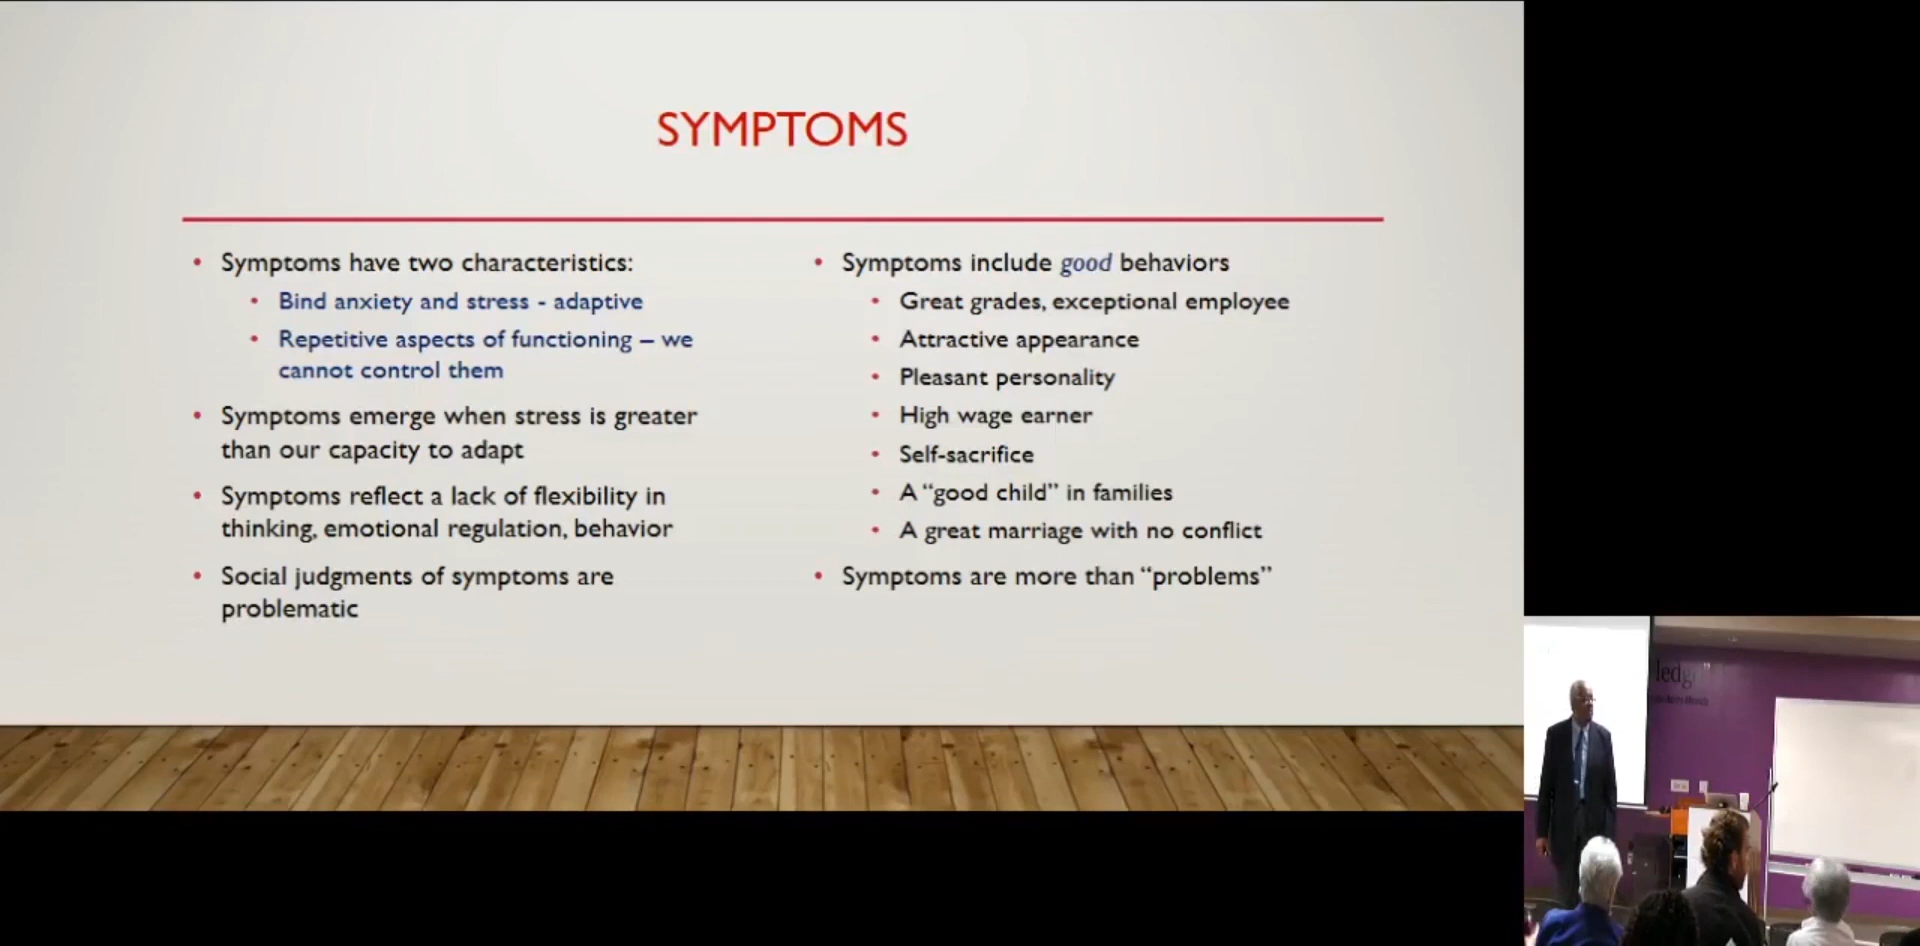 SYMPTOMS
• Symptoms have two characteristics:
• Bind anxiety and stress - adaptive
• Repetitive aspects of functioning – we
cannot control them
• Symptoms emerge when stress is greater
than our capacity to adapt
• Symptoms reflect a lack of flexibility in
thinking, emotional regulation, behavior
• Social judgments of symptoms are
problematic
• Symptoms include good behaviors
• Great grades, exceptional employee
• Attractive appearance
• Pleasant personality
• High wage earner
• Self-sacrifice
• A “good child” in families
• A great marriage with no conflict
• Symptoms are more than “problems”